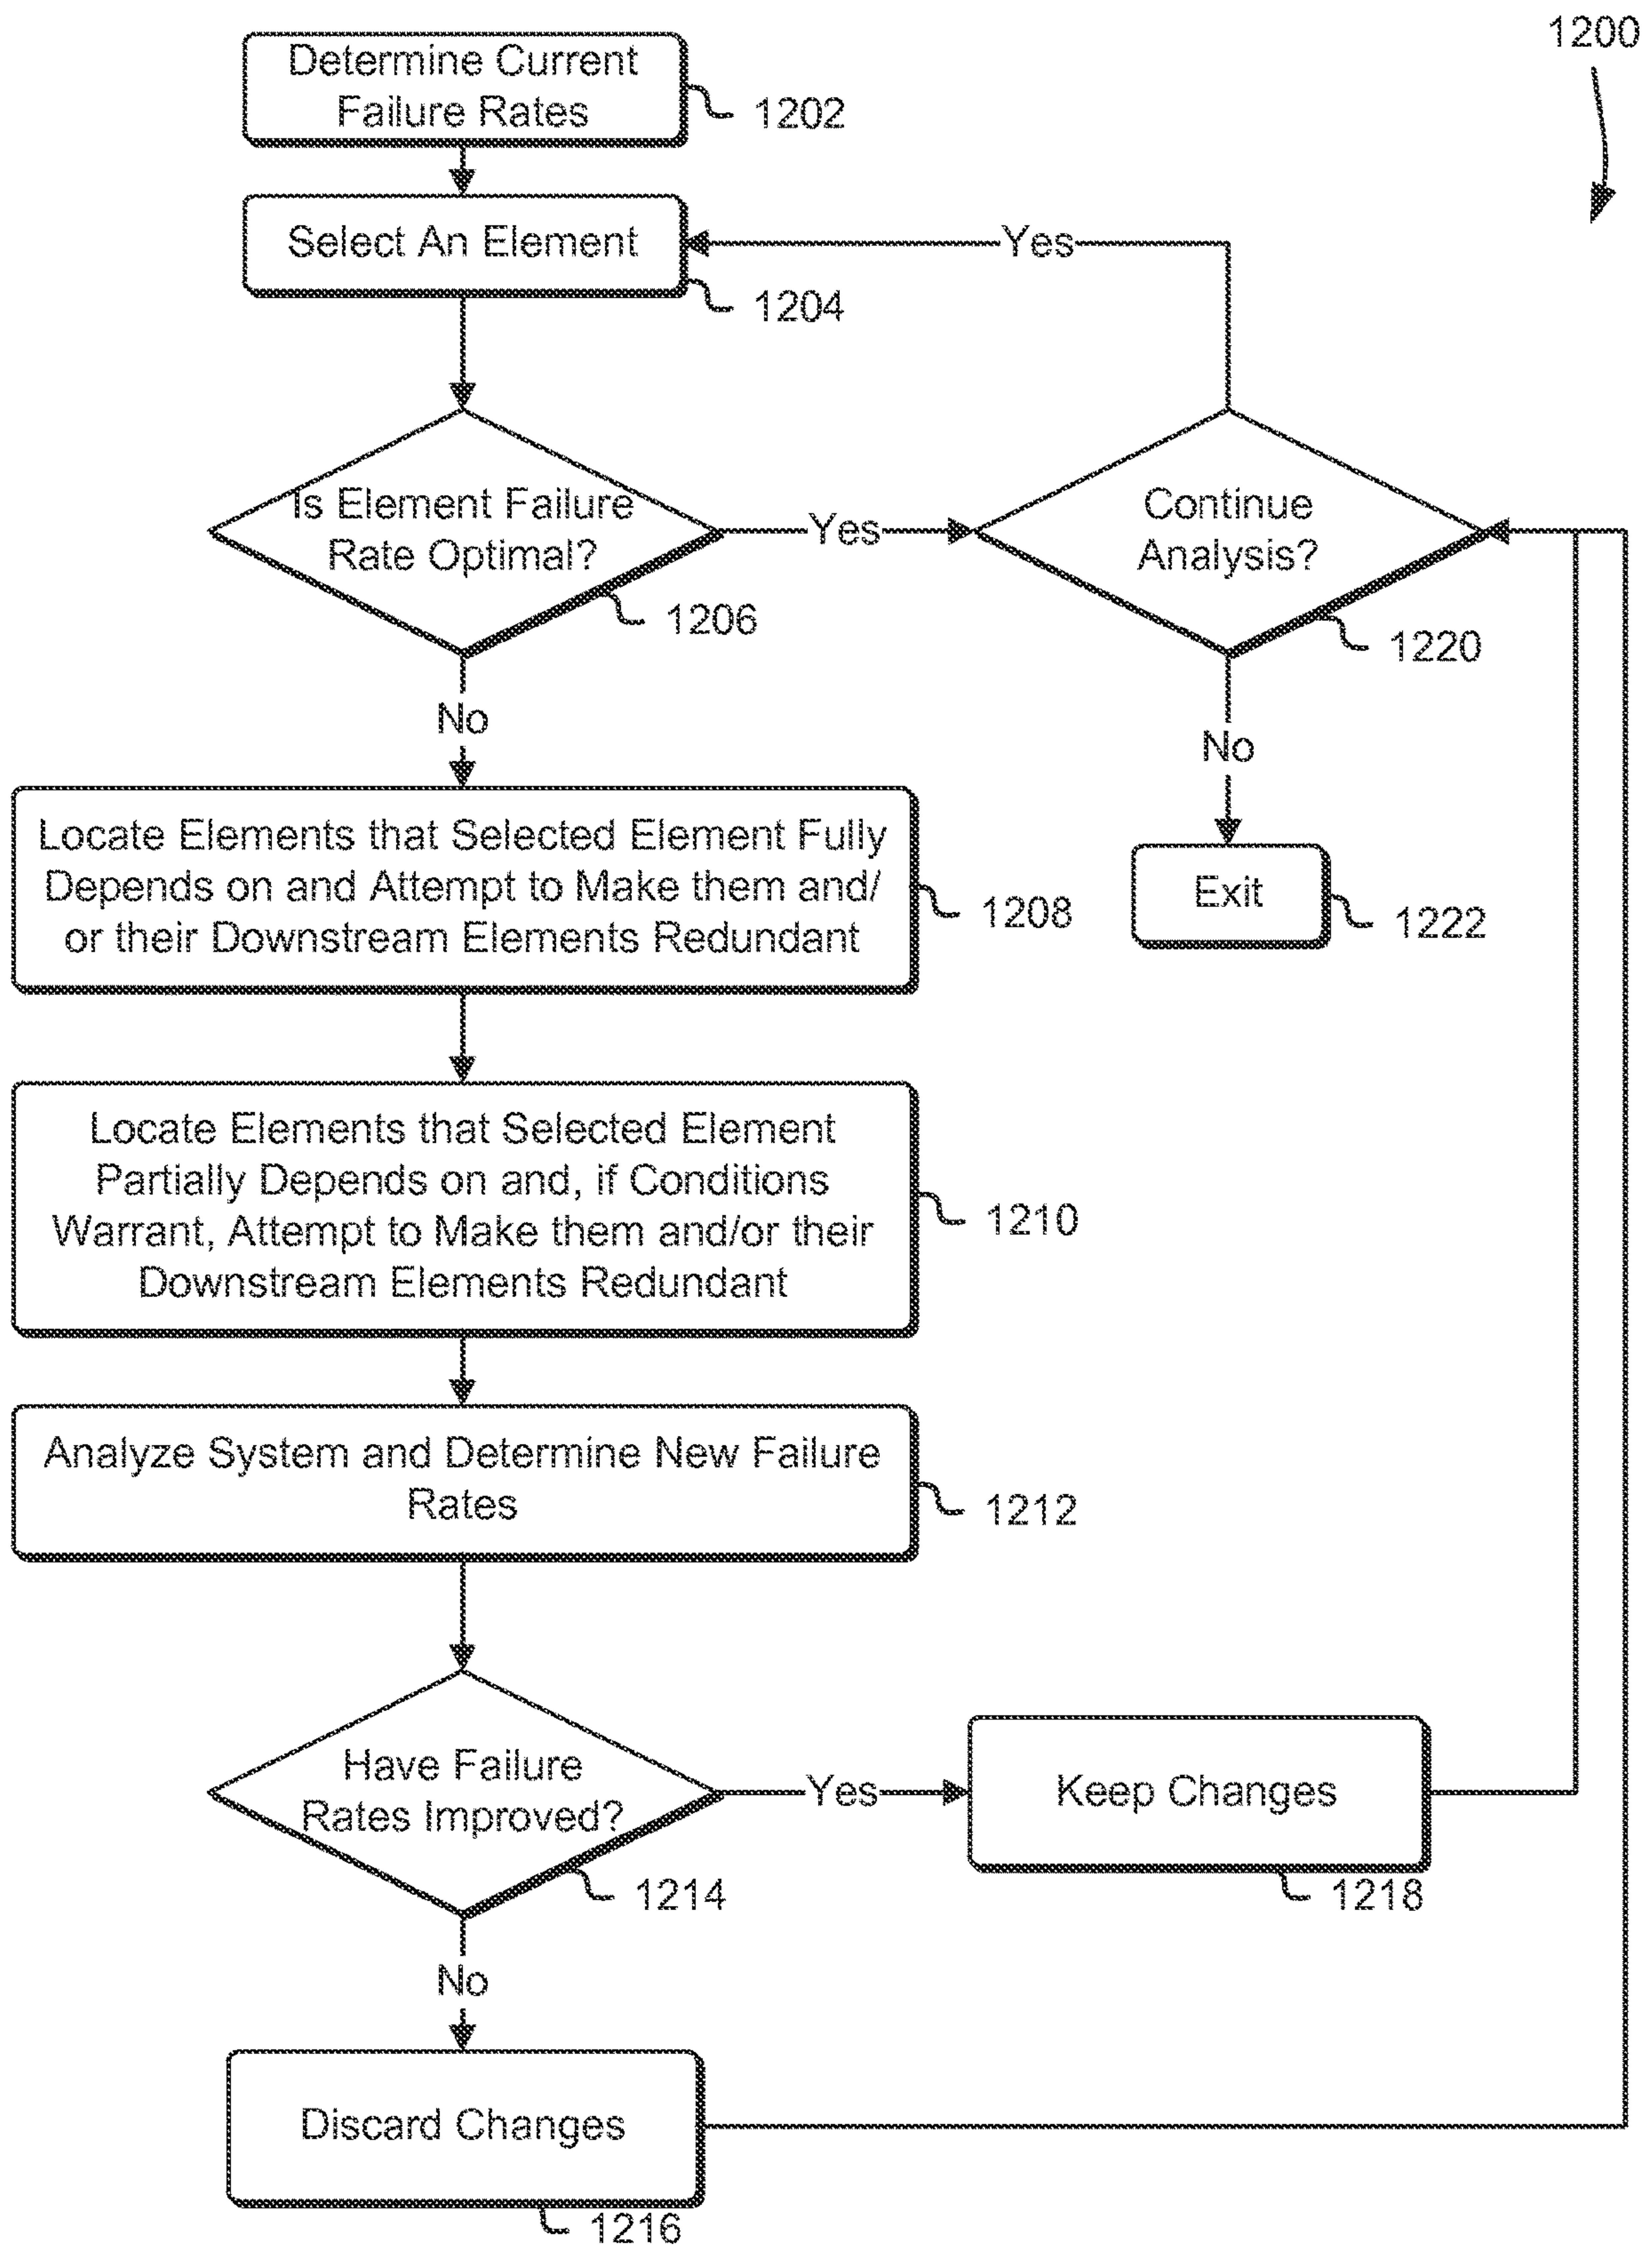 1200
Determine Current
Failure Rates
1202
Select An Element
Yes
1204
Is Element Failure
Rate Optimal?
Yes
Continue
Analysis?
1206
1220
No
No
Locate Elements that Selected Element Fully
Depends on and Attempt to Make them and/
or their Downstream Elements Redundant
1208
Exit
1222
Locate Elements that Selected Element
Partially Depends on and, if Conditions
Warrant, Attempt to Make them and/or their
Downstream Elements Redundant
1210
Analyze System and Determine New Failure
Rates
1212
Have Failure
Rates Improved?
Yes
Keep Changes
1214
1218
No
Discard Changes
1216